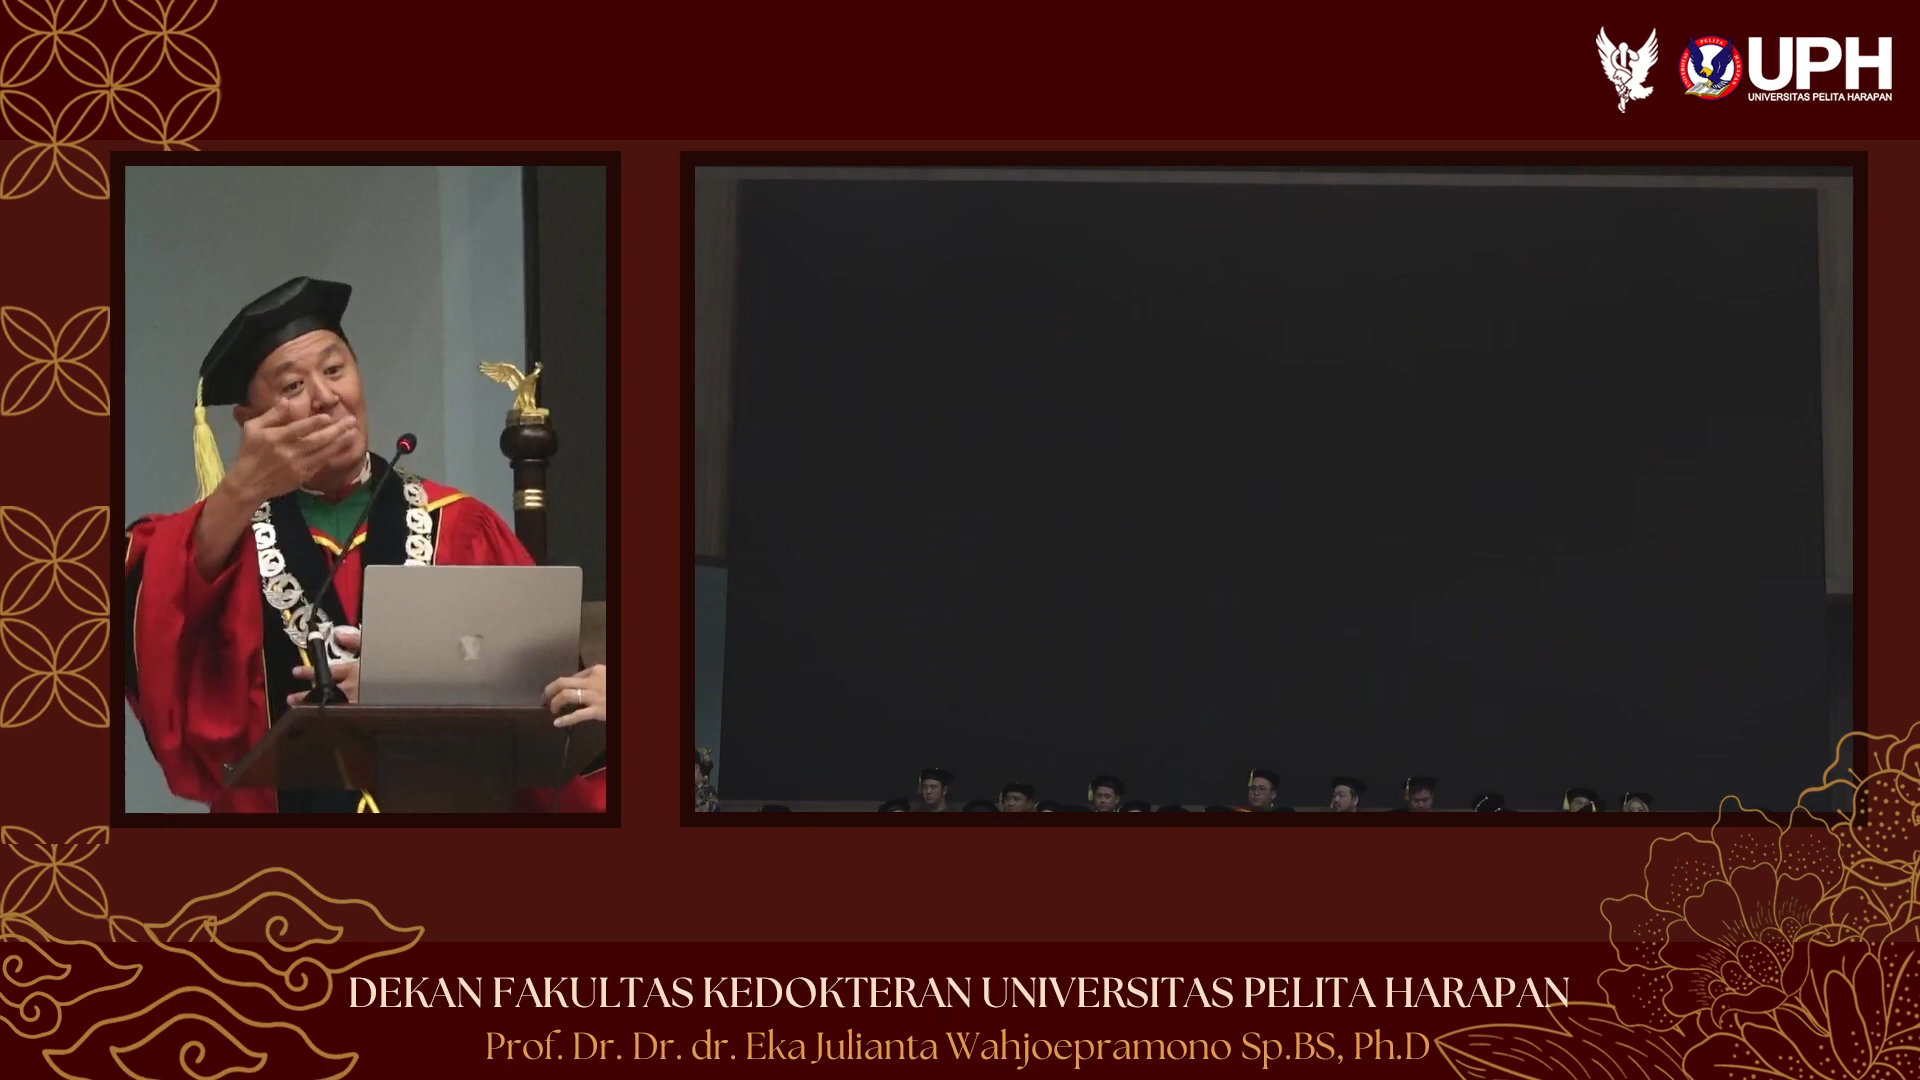 UPH
UNIVERSITAS PELITA HARAPAN
DEKAN FAKULTAS KEDOKTERAN UNIVERSITAS PELITA HARAPAN
Prof. Dr. Dr. dr. Eka Julianta Wahjoepramono Sp.BS, Ph.D